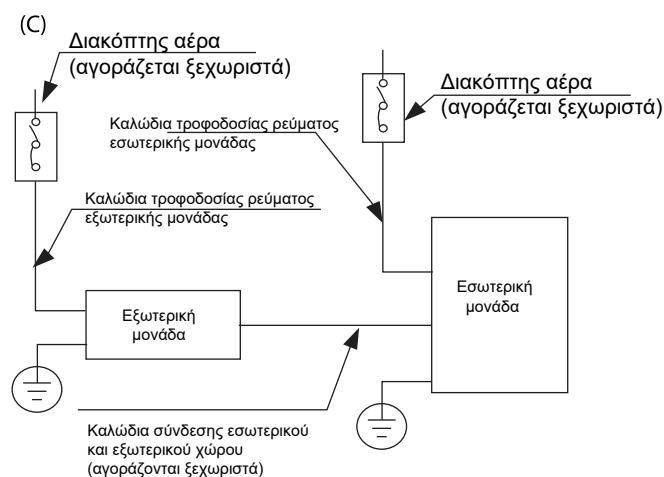 (C)
Διακόπτης αέρα
(αγοράζεται ξεχωριστά)
Διακόπτης αέρα
(αγοράζεται ξεχωριστά)
Καλώδια τροφοδοσίας ρεύματος
εσωτερικής μονάδας
Καλώδια τροφοδοσίας ρεύματος
εξωτερικής μονάδας
Εξωτερική
μονάδα
Εσωτερική
μονάδα
Καλώδια σύνδεσης εσωτερικού
και εξωτερικού χώρου
(αγοράζονται ξεχωριστά)